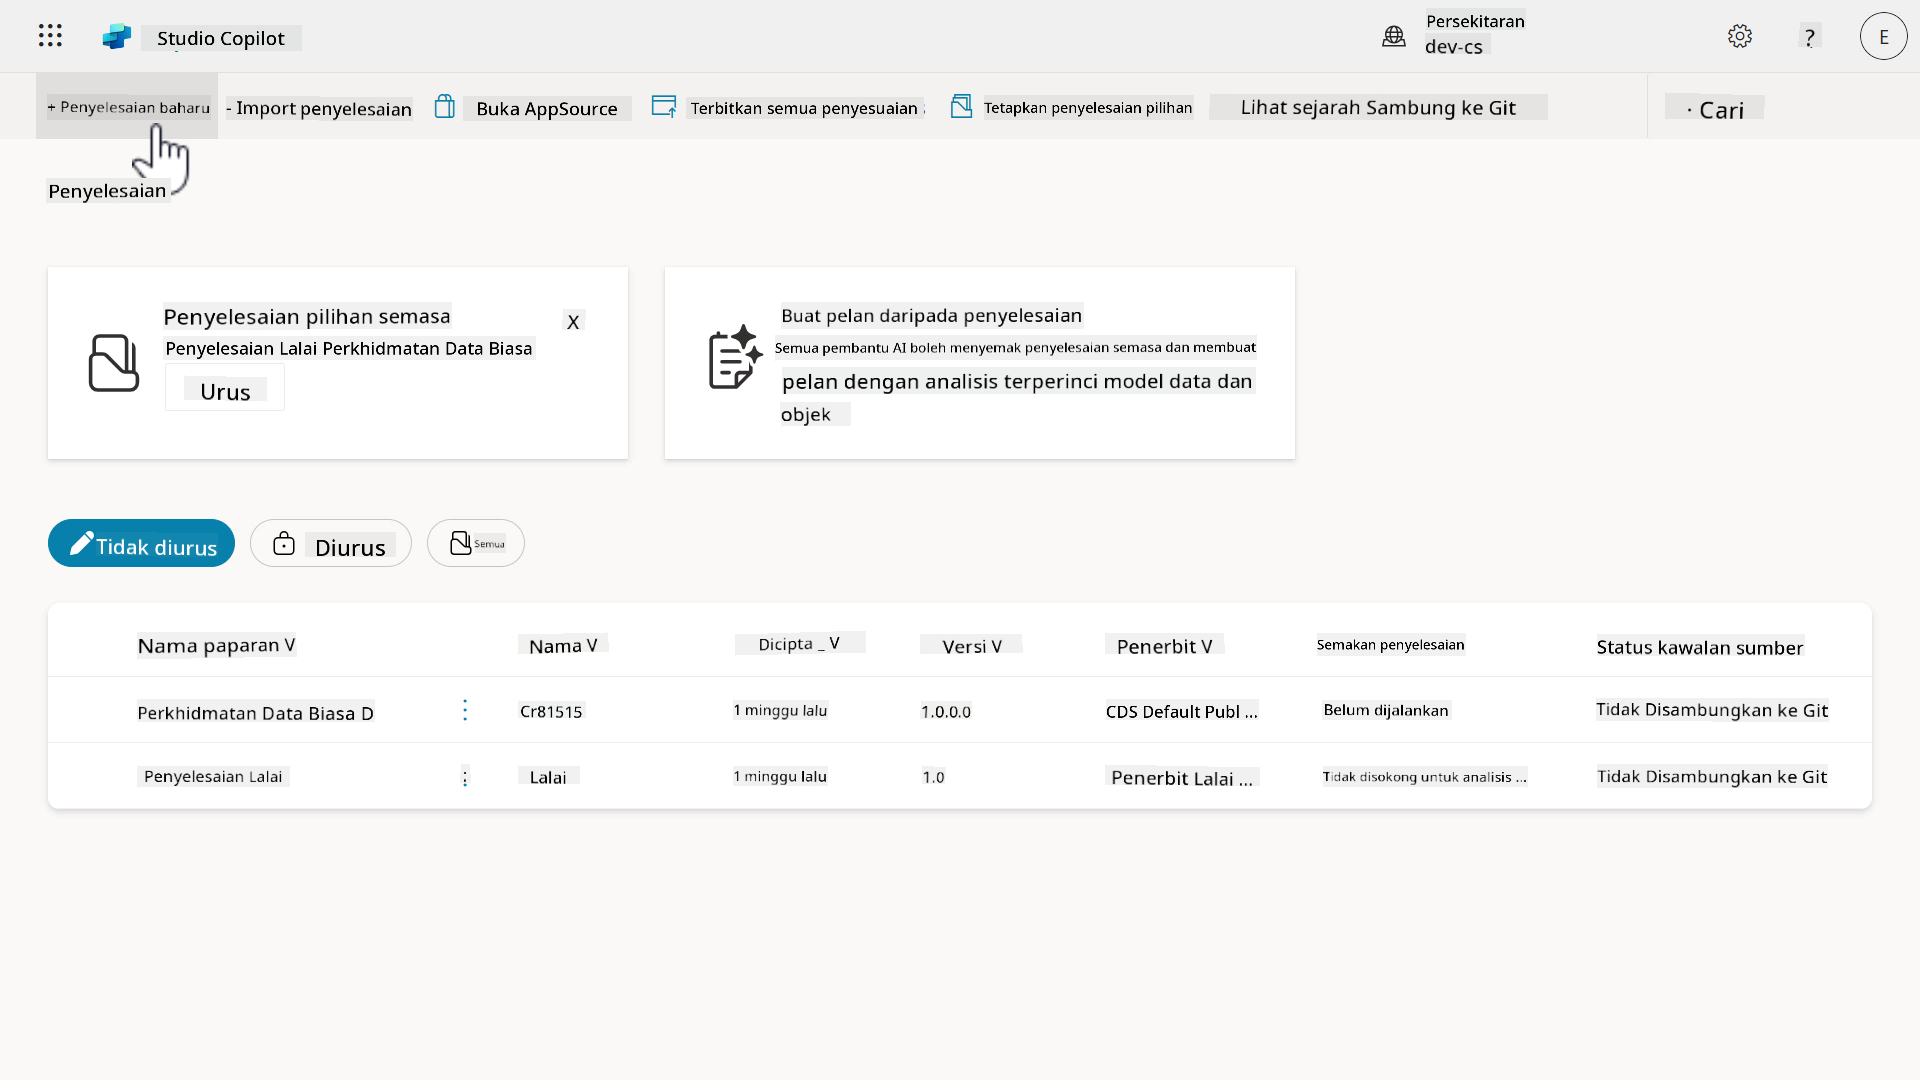 Studio Copilot
Persekitaran
dev-cs
?
E
+ Penyelesaian baharu
- Import penyelesaian
Buka AppSource
Terbitkan semua penyesuaian
Tetapkan penyelesaian pilihan
Lihat sejarah Sambung ke Git
· Cari
Penyelesaian
Penyelesaian pilihan semasa
X
Penyelesaian Lalai Perkhidmatan Data Biasa
Urus
Buat pelan daripada penyelesaian
Semua pembantu AI boleh menyemak penyelesaian semasa dan membuat
pelan dengan analisis terperinci model data dan
objek
Tidak diurus
Diurus
Semua
Nama paparan V
Nama V
Dicipta _ V
Versi V
Penerbit V
Semakan penyelesaian
Status kawalan sumber
Perkhidmatan Data Biasa D
Cr81515
1 minggu lalu
1.0.0.0
CDS Default Publ ...
Belum dijalankan
Tidak Disambungkan ke Git
Penyelesaian Lalai
Lalai
1 minggu lalu
1.0
Penerbit Lalai ...
Tidak disokong untuk analisis ...
Tidak Disambungkan ke Git